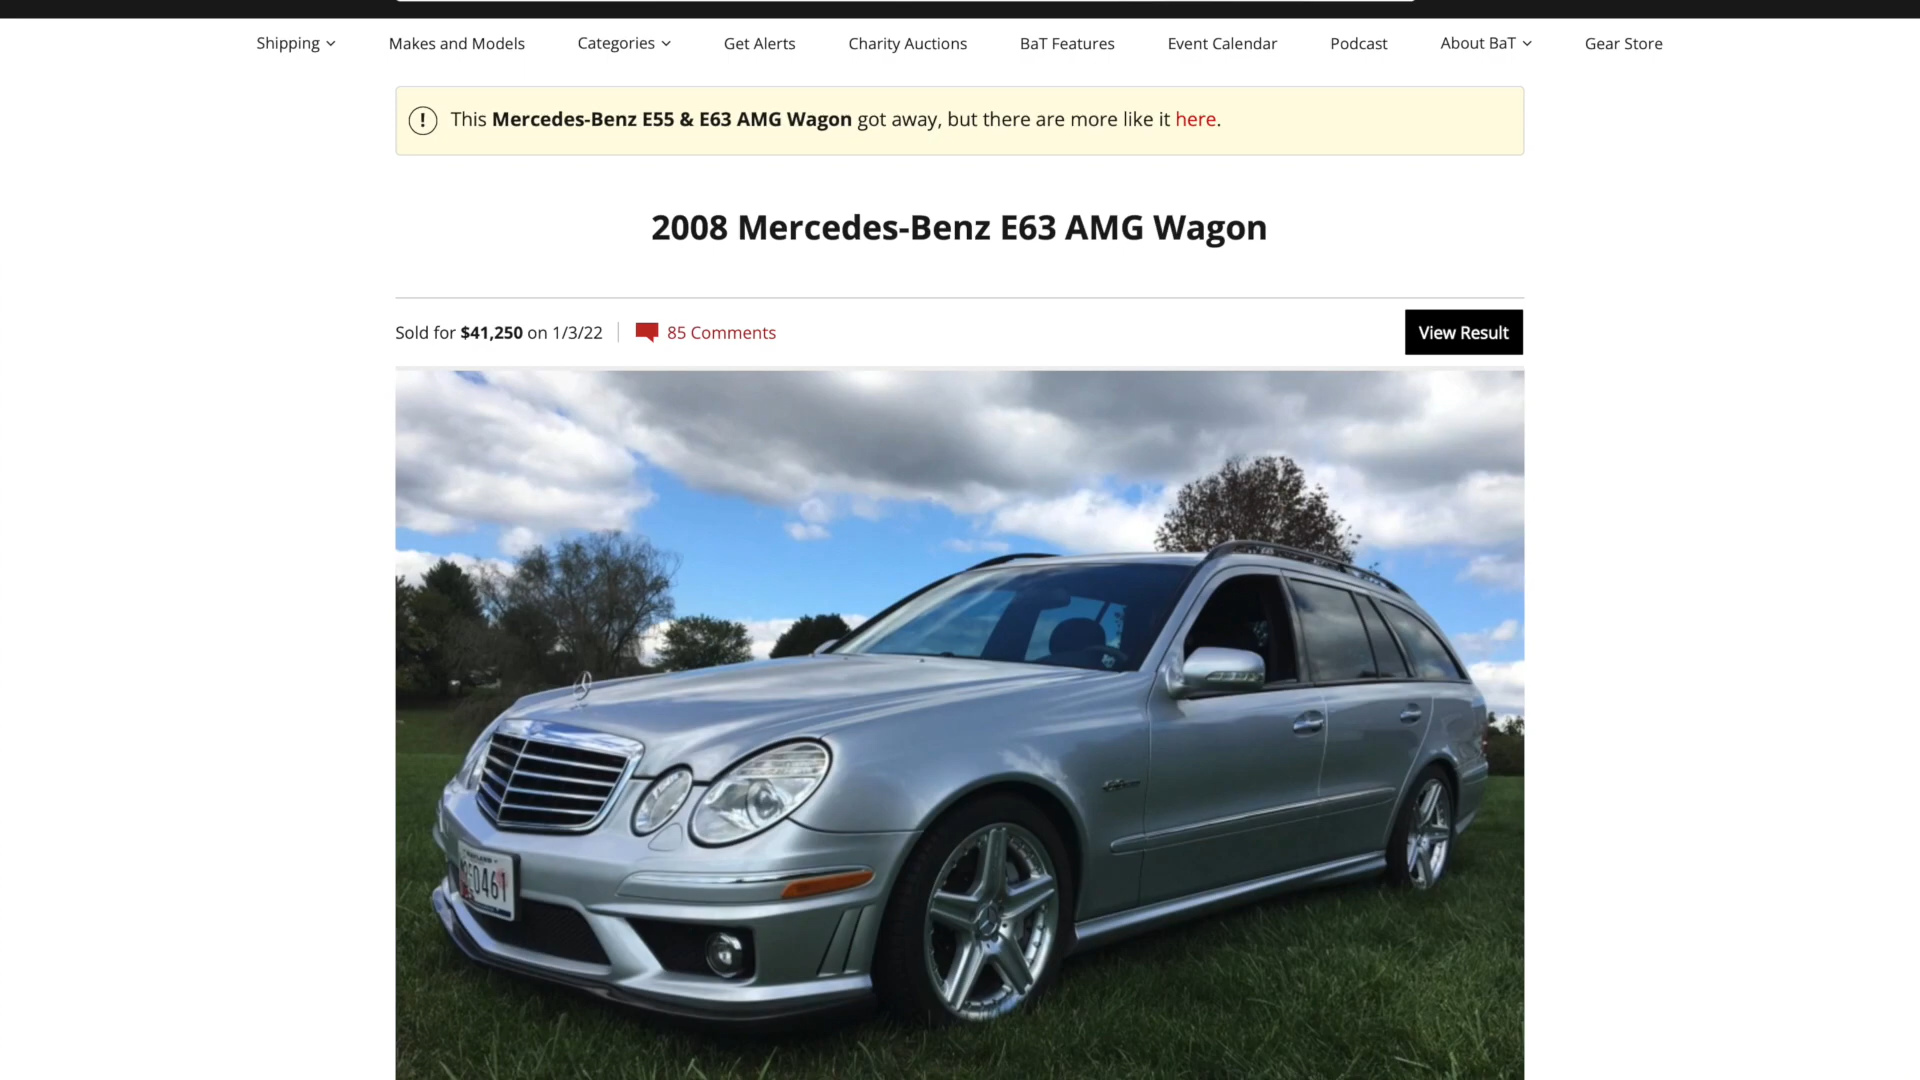 Shipping
Makes and Models
Categories
Get Alerts
Charity Auctions
BaT Features
Event Calendar
Podcast
About BaT
Gear Store
This Mercedes-Benz E55 & E63 AMG Wagon got away, but there are more like it here.
2008 Mercedes-Benz E63 AMG Wagon
Sold for $41,250 on 1/3/22
85 Comments
View Result